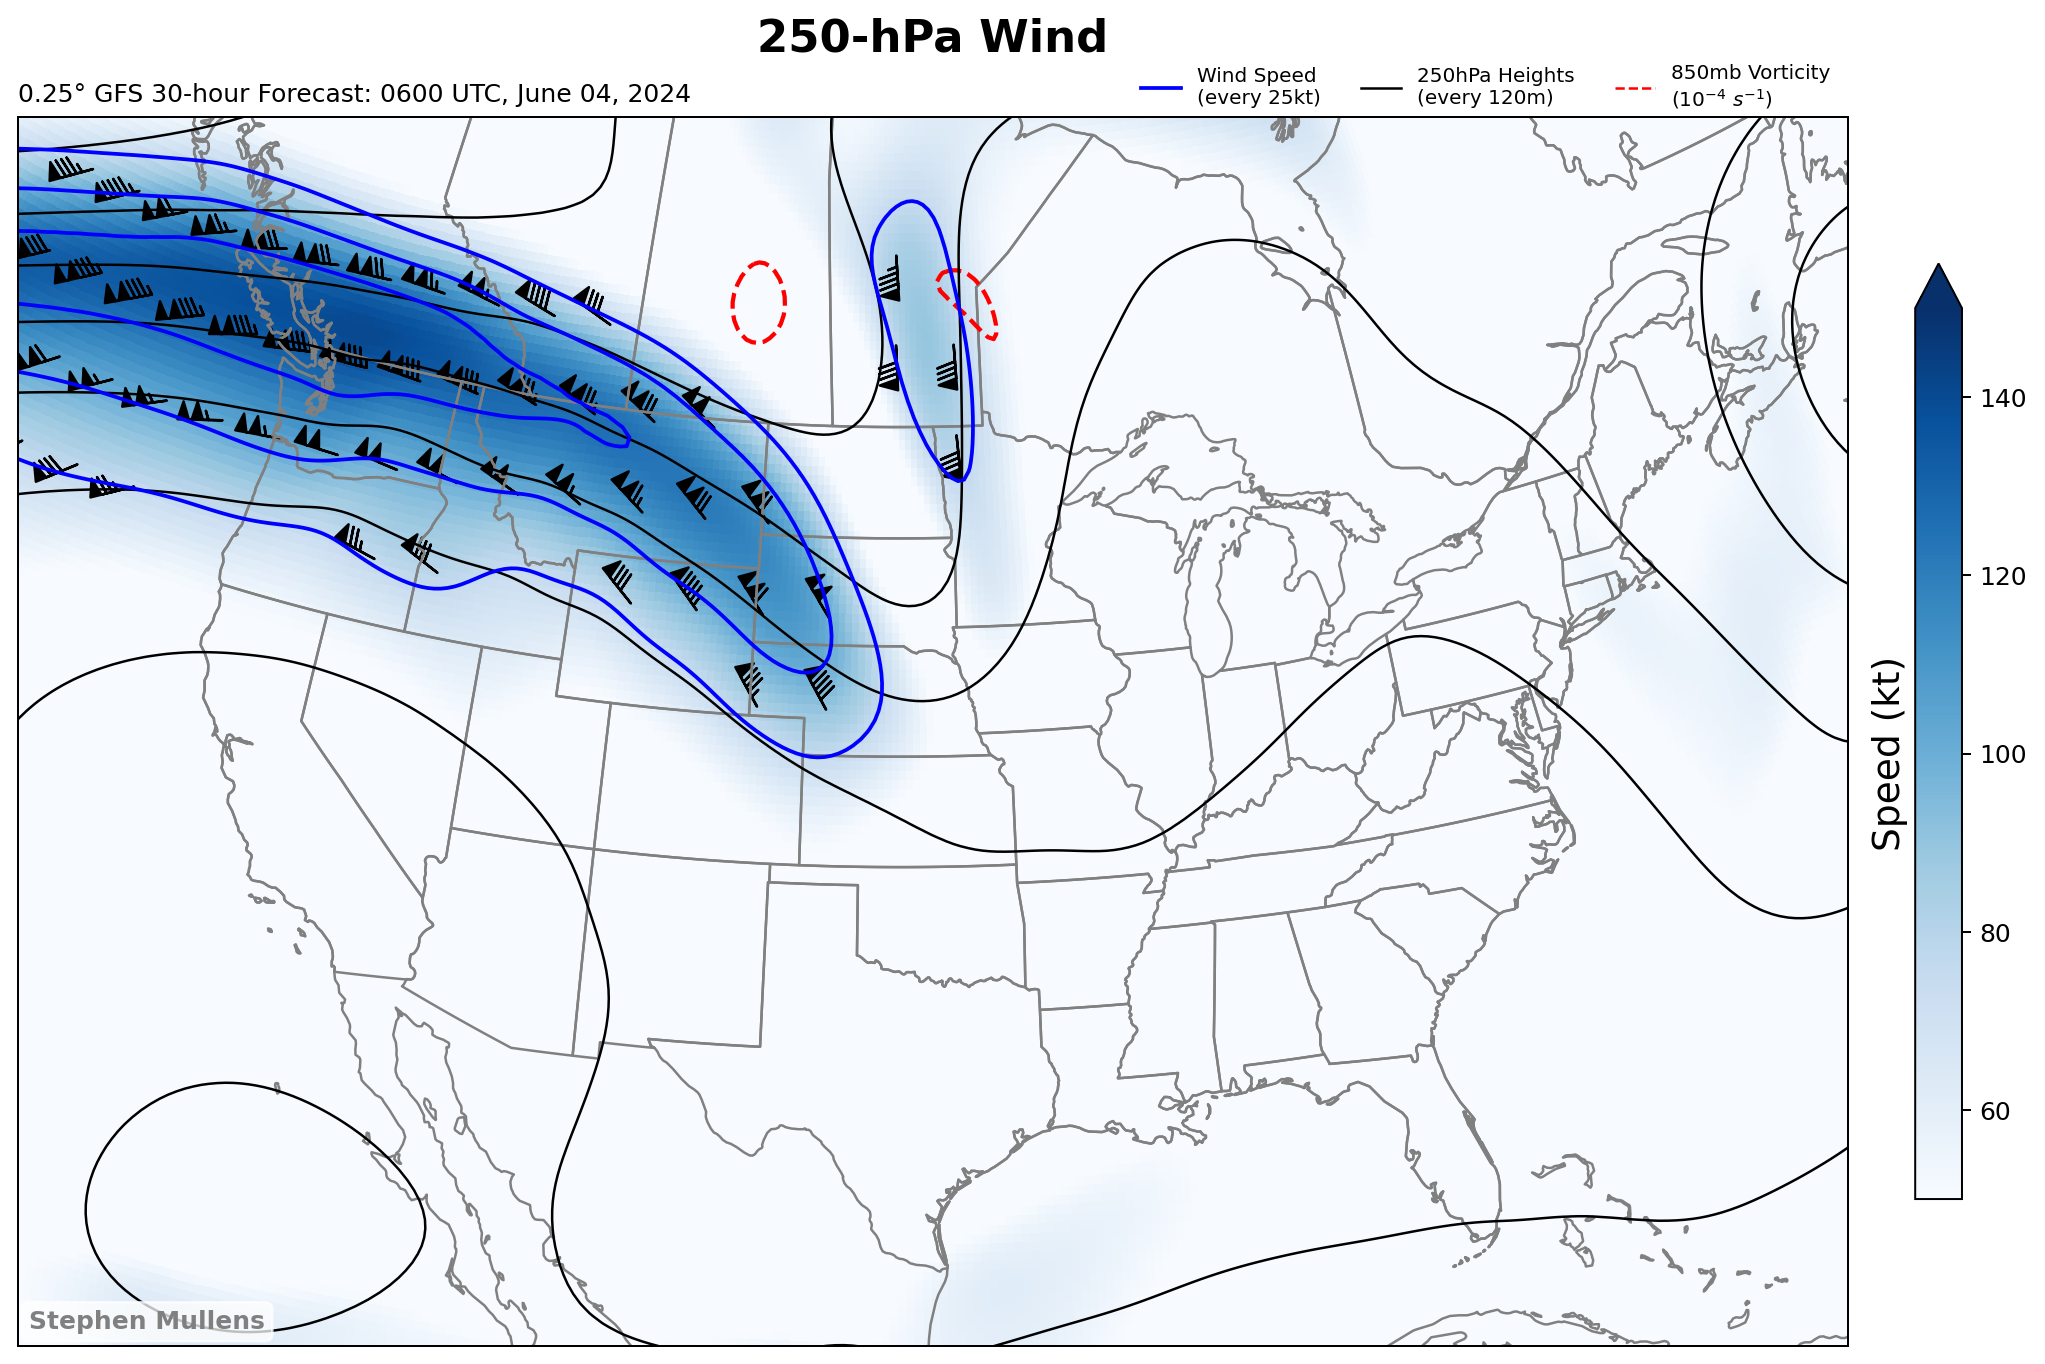 250-hPa Wind
0.25° GFS 30-hour Forecast: 0600 UTC, June 04, 2024
Wind Speed
(every 25kt)
250hPa Heights
(every 120m)
850mb Vorticity
(10⁻⁴ s⁻¹)
140
120
100
80
60
Speed (kt)
Stephen Mullens